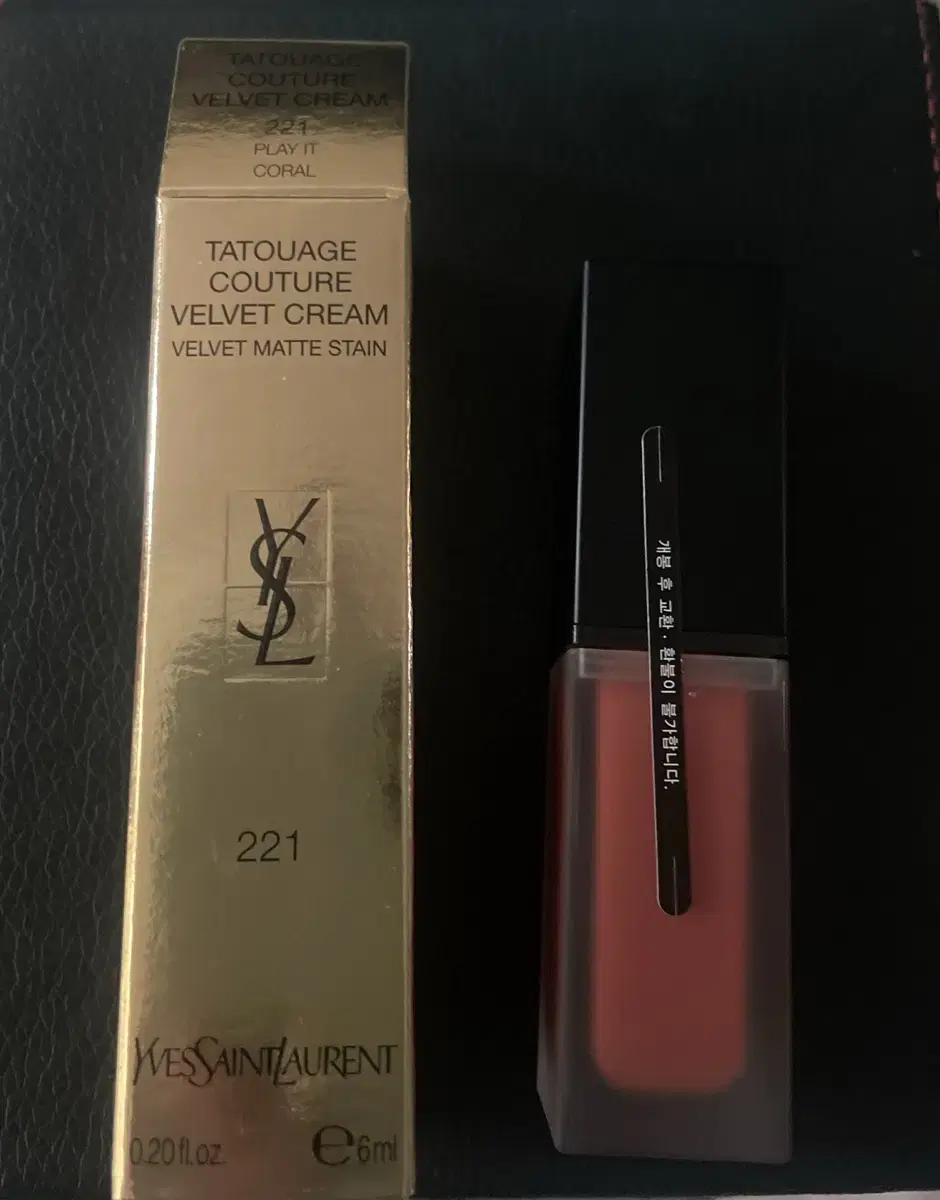 TATOUAGE
COUTURE
VELVET CREAM
221
PLAY IT
CORAL
TATOUAGE
COUTURE
VELVET CREAM
VELVET MATTE STAIN
YSL
221
YVESSAINTLAURENT
0.20 fl.oz. e 6ml
개봉 후 교환 · 환불이 불가합니다.